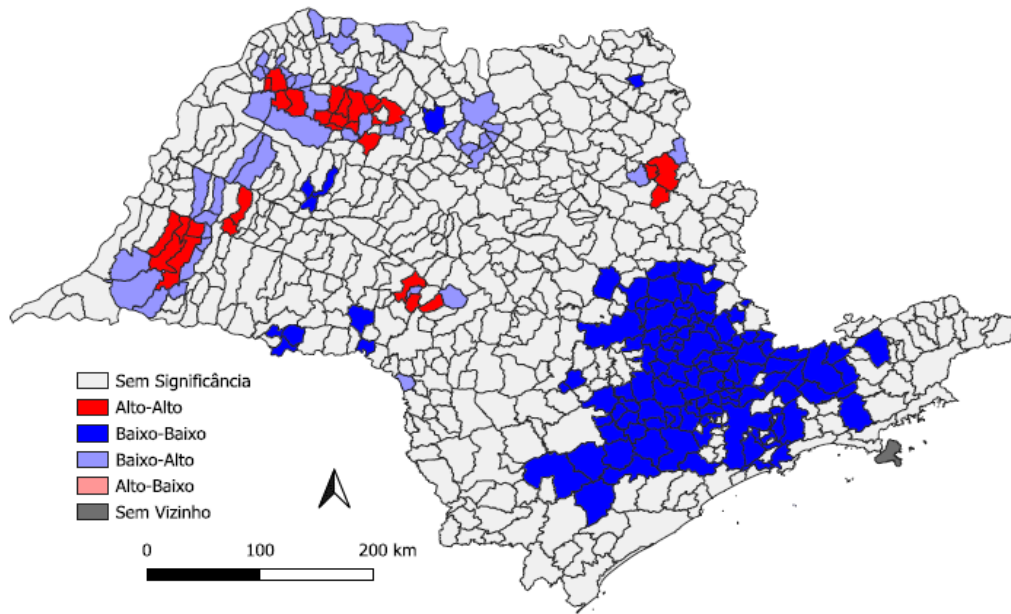 Sem Significância
Alto-Alto
Baixo-Baixo
Baixo-Alto
Alto-Baixo
Sem Vizinho
0 100 200 km